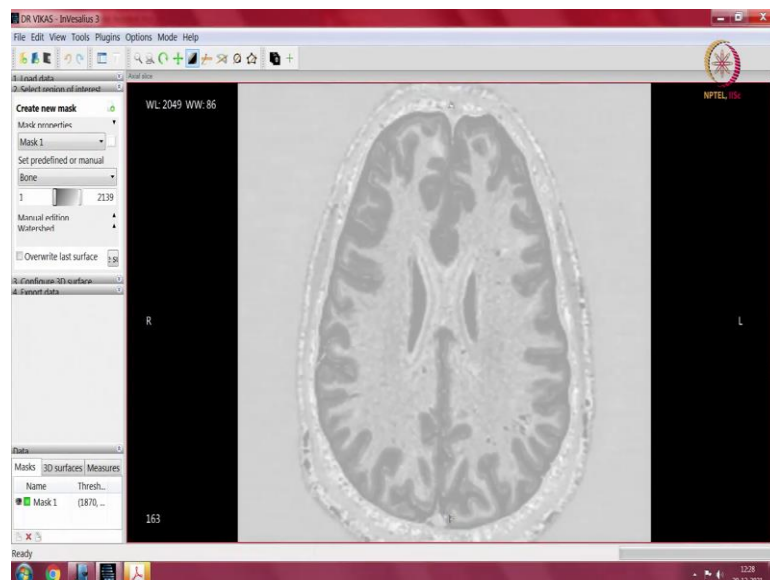 DR VIKAS - InVesalius 3
File Edit View Tools Plugins Options Mode Help
1. Load data
Axial slice
2. Select region of interest
Create new mask
Mask properties
Mask 1
Set predefined or manual
Bone
1 2139
Manual edition
Watershed
Overwrite last surface
3. Configure 3D surface
4. Export data
WL: 2049 WW: 86
NPTEL, IISc
R
L
163
Data
Masks 3D surfaces Measures
Name Thresh..
Mask 1 (1870, ..
Ready
12:28